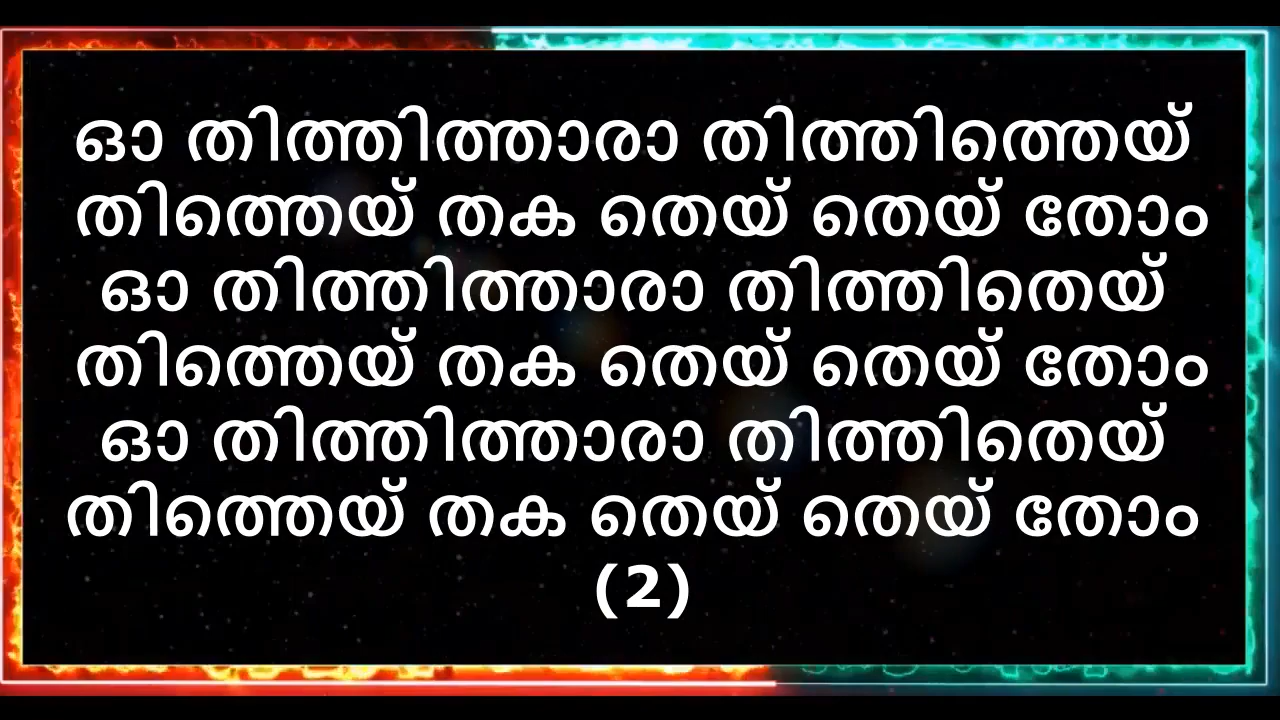 ഓ തിത്തിത്താരാ തിത്തിത്തെയ്
തിത്തെയ് തക തെയ് തെയ് തോം
ഓ തിത്തിത്താരാ തിത്തിതെയ്
തിത്തെയ് തക തെയ് തെയ് തോം
ഓ തിത്തിത്താരാ തിത്തിതെയ്
തിത്തെയ് തക തെയ് തെയ് തോം
(2)